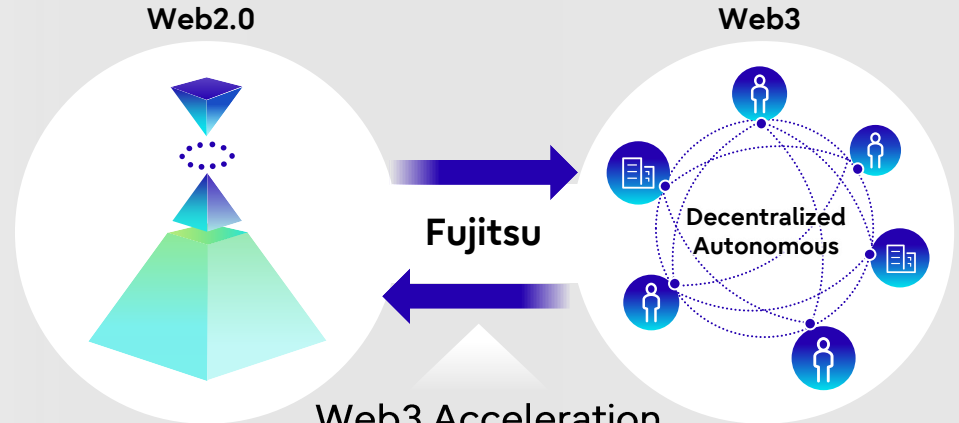 Web2.0
Web3
Fujitsu
Decentralized
Autonomous
Web3 Acceleration